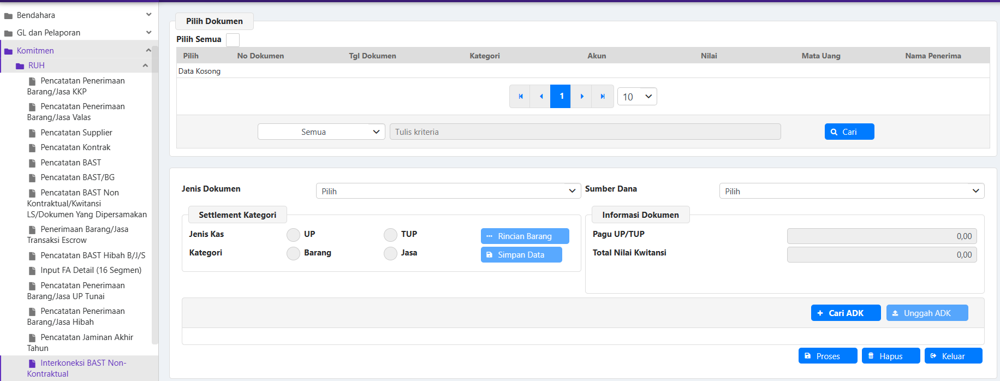 Bendahara
GL dan Pelaporan
Komitmen
RUH
Pencatatan Penerimaan
Barang/Jasa KKP
Pencatatan Penerimaan
Barang/Jasa Valas
Pencatatan Supplier
Pencatatan Kontrak
Pencatatan BAST
Pencatatan BAST/BG
Pencatatan BAST Non
Kontraktual/Kwitansi
LS/Dokumen Yang Dipersamakan
Penerimaan Barang/Jasa
Transaksi Escrow
Pencatatan BAST Hibah B/J/S
Input FA Detail (16 Segmen)
Pencatatan Penerimaan
Barang/Jasa UP Tunai
Pencatatan Penerimaan
Barang/Jasa Hibah
Pencatatan Jaminan Akhir
Tahun
Interkoneksi BAST Non-
Kontraktual
Pilih Dokumen
Pilih Semua
Pilih No Dokumen Tgl Dokumen Kategori Akun Nilai Mata Uang Nama Penerima
Data Kosong
1 10
Semua Tulis kriteria Cari
Jenis Dokumen Pilih Sumber Dana Pilih
Settlement Kategori
Jenis Kas UP TUP Rincian Barang
Kategori Barang Jasa Simpan Data
Informasi Dokumen
Pagu UP/TUP 0,00
Total Nilai Kwitansi 0,00
Cari ADK Unggah ADK
Proses Hapus Keluar